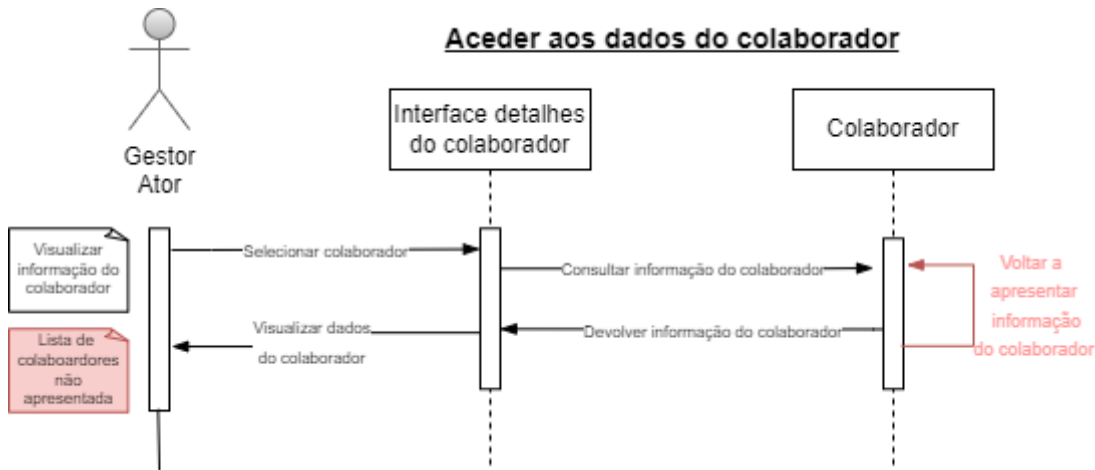 Aceder aos dados do colaborador
Gestor
Ator
Interface detalhes
do colaborador
Colaborador
Visualizar
informação do
colaborador
Selecionar colaborador
Consultar informação do colaborador
Voltar a
apresentar
informação
do colaborador
Lista de
colaboardores
não
apresentada
Visualizar dados
do colaborador
Devolver informação do colaborador